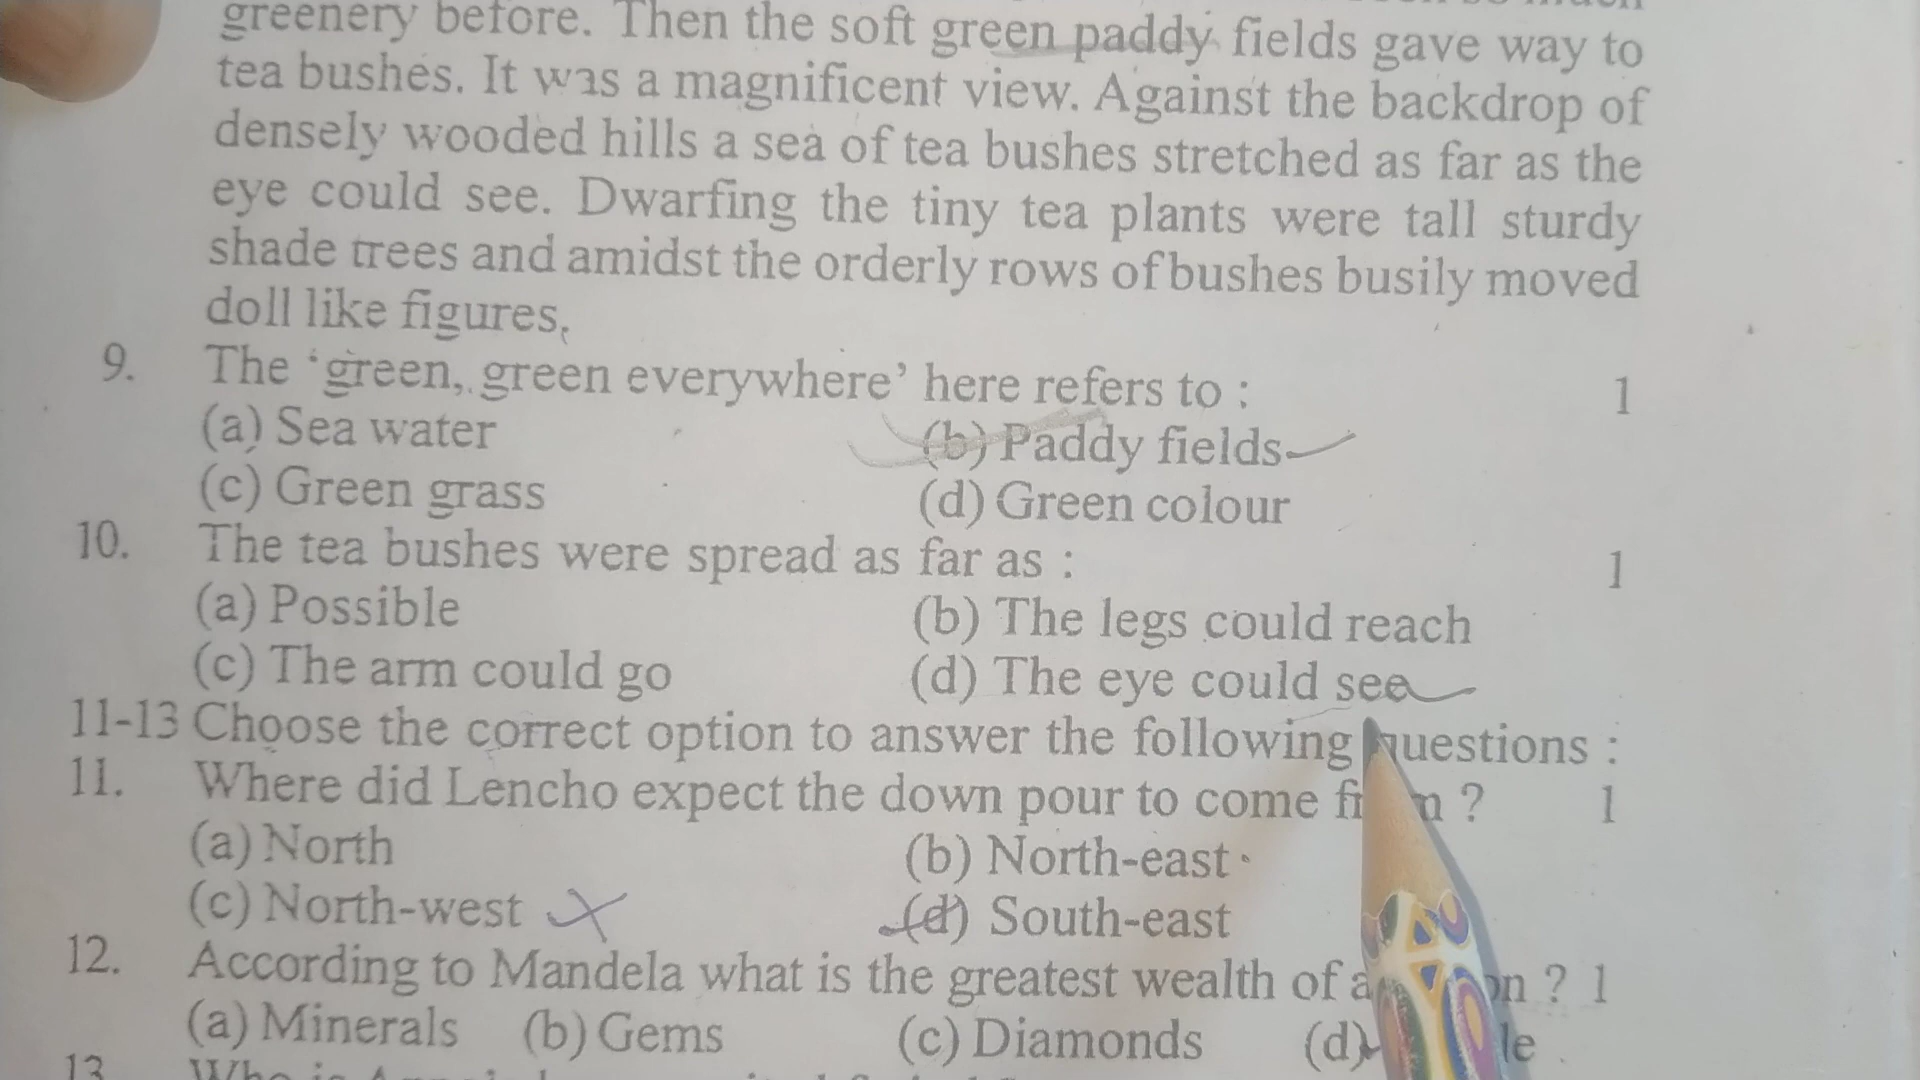 greenery before. Then the soft green paddy fields gave way to
tea bushes. It was a magnificent view. Against the backdrop of
densely wooded hills a sea of tea bushes stretched as far as the
eye could see. Dwarfing the tiny tea plants were tall sturdy
shade trees and amidst the orderly rows of bushes busily moved
doll like figures.
9. The 'green, green everywhere' here refers to : 1
(a) Sea water (b) Paddy fields
(c) Green grass (d) Green colour
10. The tea bushes were spread as far as : 1
(a) Possible (b) The legs could reach
(c) The arm could go (d) The eye could see
11-13 Choose the correct option to answer the following questions :
11. Where did Lencho expect the down pour to come ? 1
(a) North (b) North-east
(c) North-west (d) South-east
12. According to Mandela what is the greatest wealth of ? 1
(a) Minerals (b) Gems (c) Diamonds (d)
13. Who is